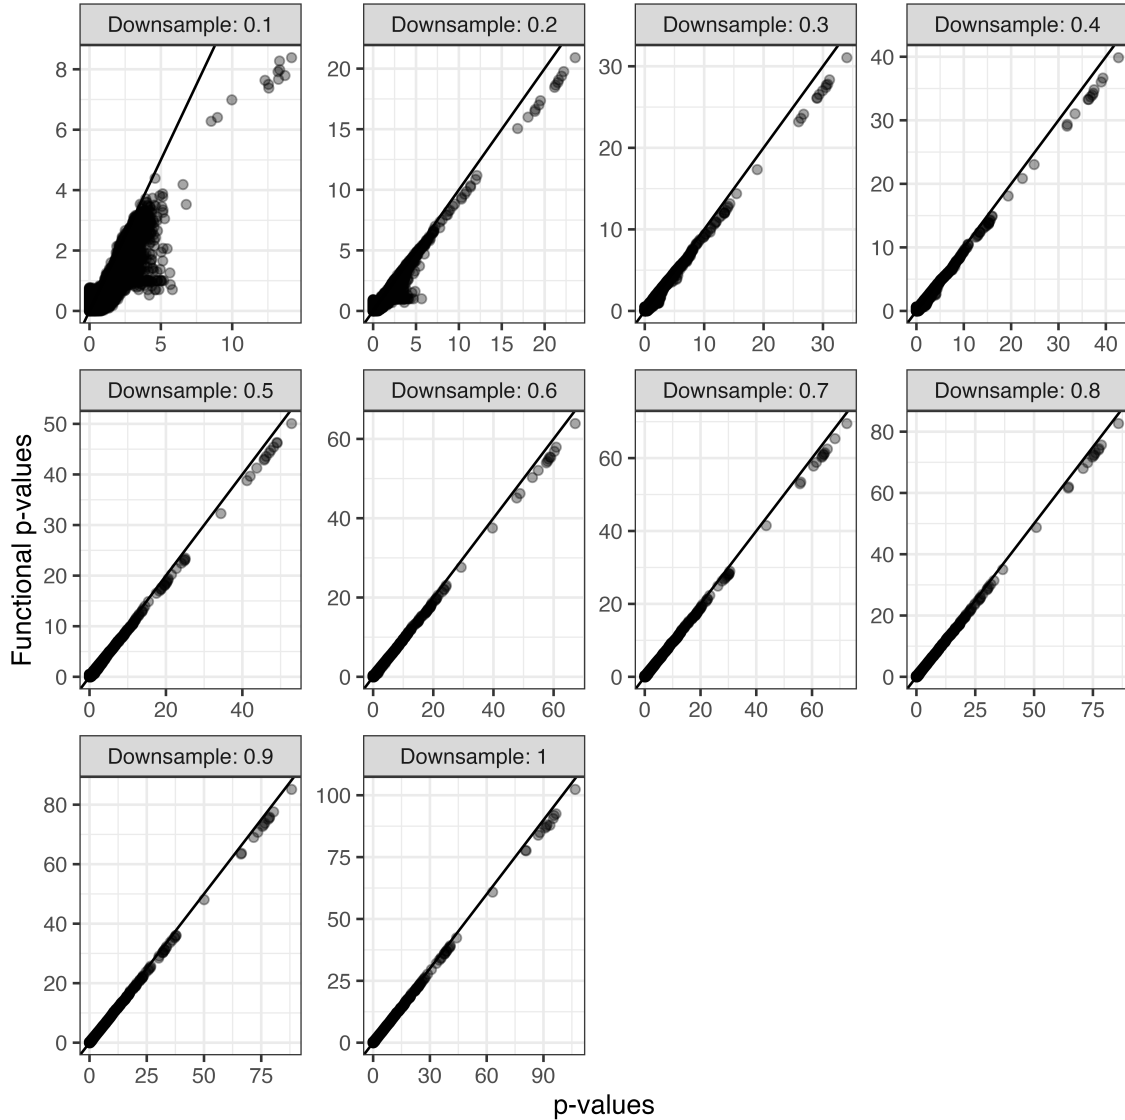 Downsample: 0.1
Downsample: 0.2
Downsample: 0.3
Downsample: 0.4
8
6
4
2
0
0 5 10
20
15
10
5
0
0 5 10 15 20
30
20
10
0
0 10 20 30
40
30
20
10
0
0 10 20 30 40
Functional p-values
Downsample: 0.5
Downsample: 0.6
Downsample: 0.7
Downsample: 0.8
50
40
30
20
10
0
0 20 40
60
40
20
0
0 20 40 60
60
40
20
0
0 20 40 60
80
60
40
20
0
0 25 50 75
Downsample: 0.9
Downsample: 1
80
60
40
20
0
0 25 50 75
100
75
50
25
0
0 30 60 90
p-values